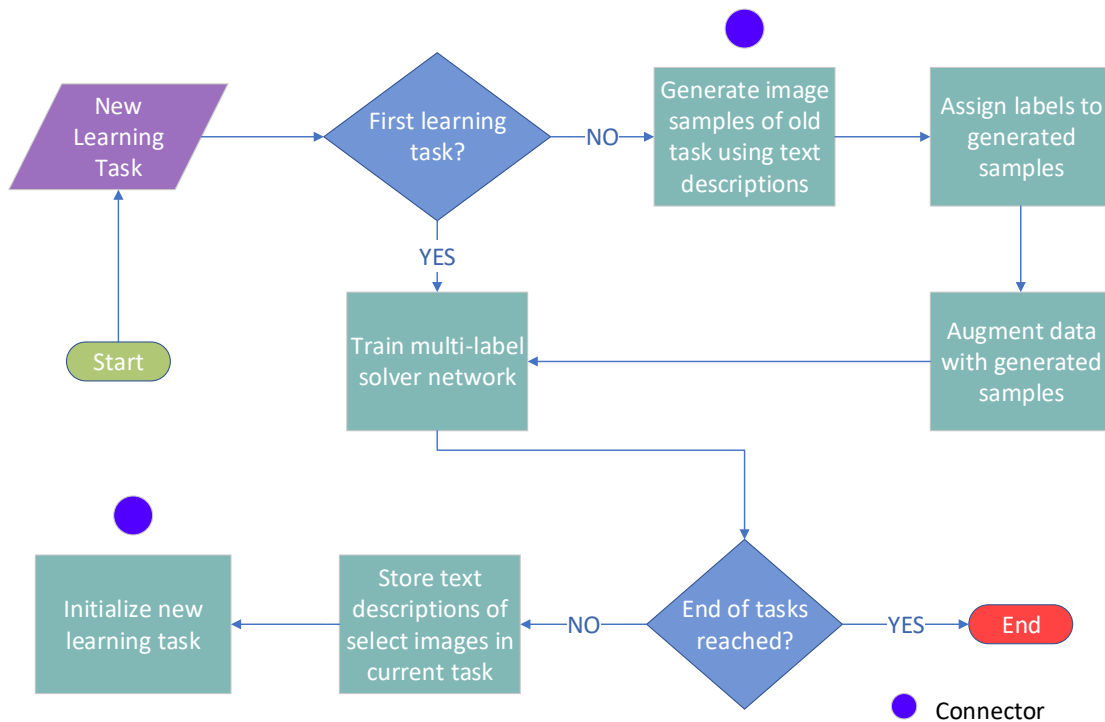 New
Learning
Task
First learning
task?
NO
Generate image
samples of old
task using text
descriptions
Assign labels to
generated
samples
YES
Start
Train multi-label
solver network
Augment data
with generated
samples
Initialize new
learning task
Store text
descriptions of
select images in
current task
NO
End of tasks
reached?
YES
End
Connector